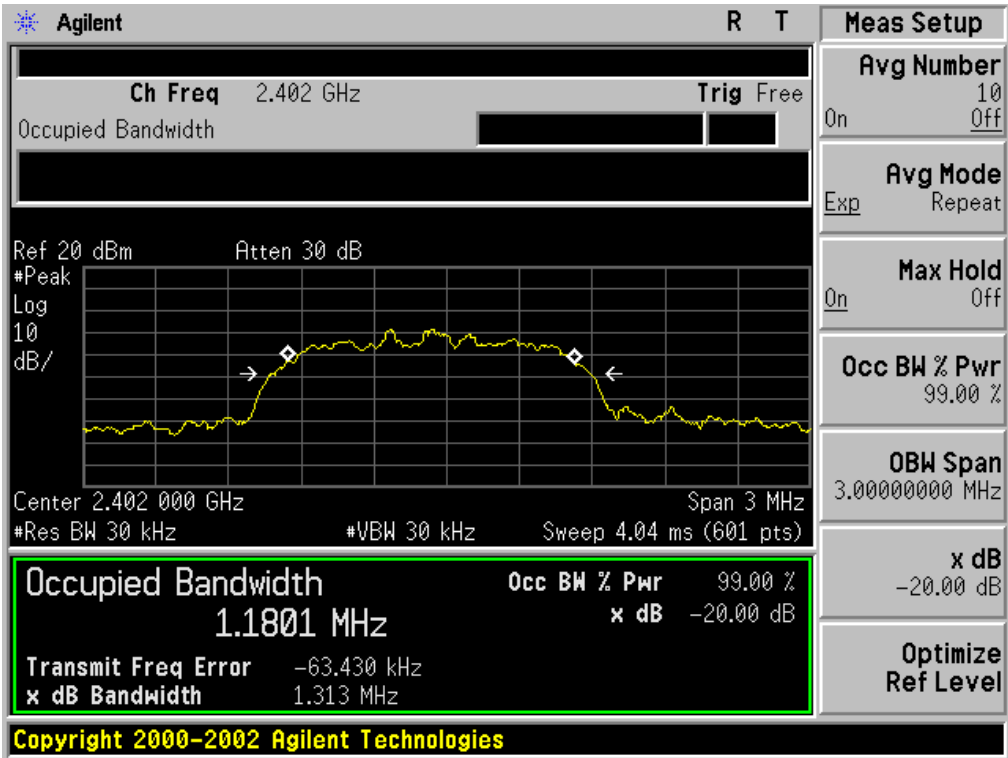 Agilent R T
Ch Freq 2.402 GHz Trig Free
Occupied Bandwidth
Ref 20 dBm Atten 30 dB
#Peak
Log
10
dB/
Center 2.402 000 GHz Span 3 MHz
#Res BW 30 kHz #VBW 30 kHz Sweep 4.04 ms (601 pts)
Occupied Bandwidth Occ BW % Pwr 99.00 %
1.1801 MHz x dB -20.00 dB
Transmit Freq Error -63.430 kHz
x dB Bandwidth 1.313 MHz
Copyright 2000-2002 Agilent Technologies
Meas Setup
Avg Number
10
On Off
Avg Mode
Exp Repeat
Max Hold
On Off
Occ BW % Pwr
99.00 %
OBW Span
3.00000000 MHz
x dB
-20.00 dB
Optimize
Ref Level